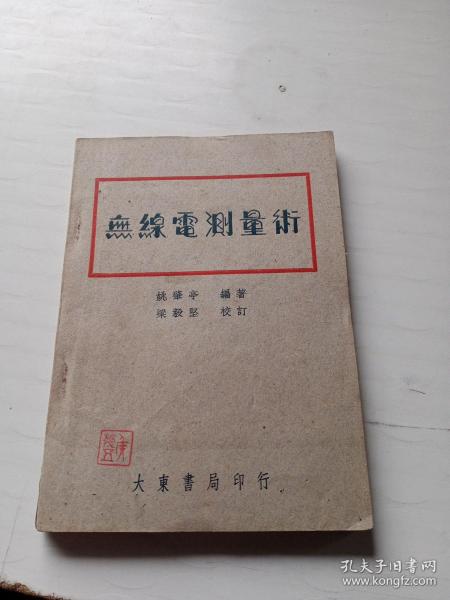 無線電測量術
姚肇亭 編著
梁毅堅 校訂
大東書局印行
孔夫子旧书网
www.kongfz.com